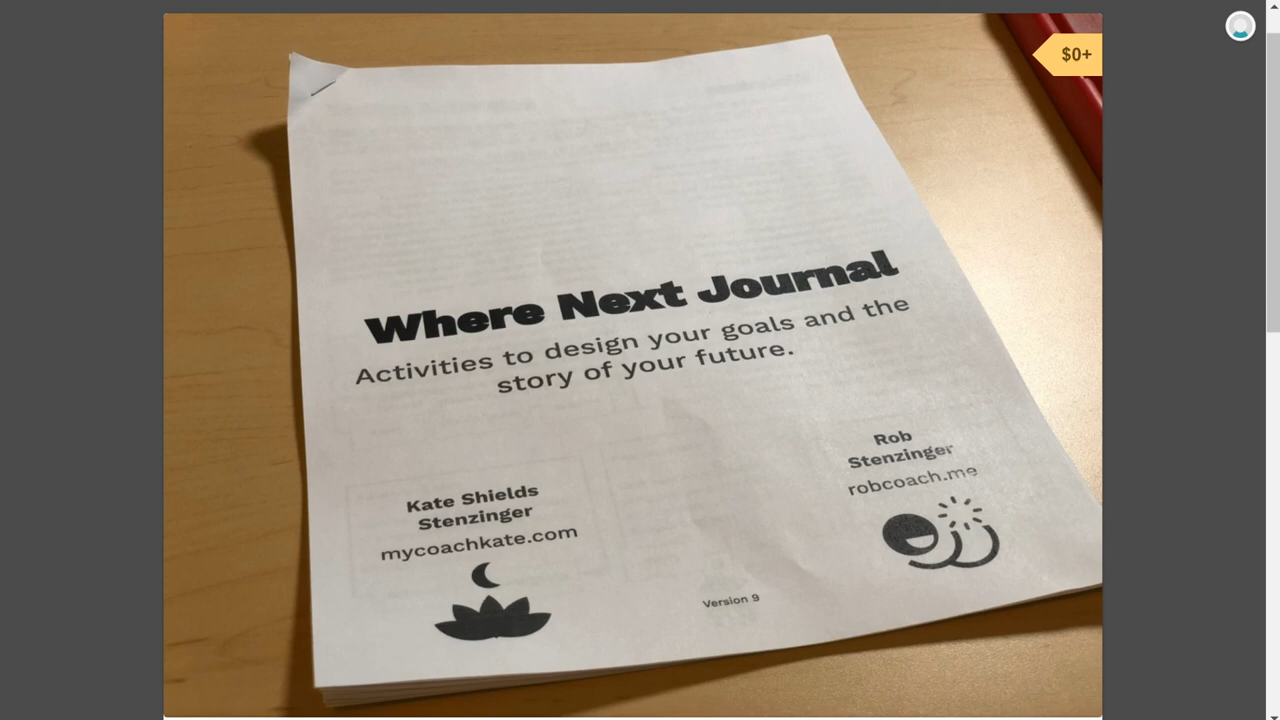 $0+
Where Next Journal
Activities to design your goals and the
story of your future.
Rob
Stenzinger
robcoach.me
Kate Shields
Stenzinger
mycoachkate.com
Version 9